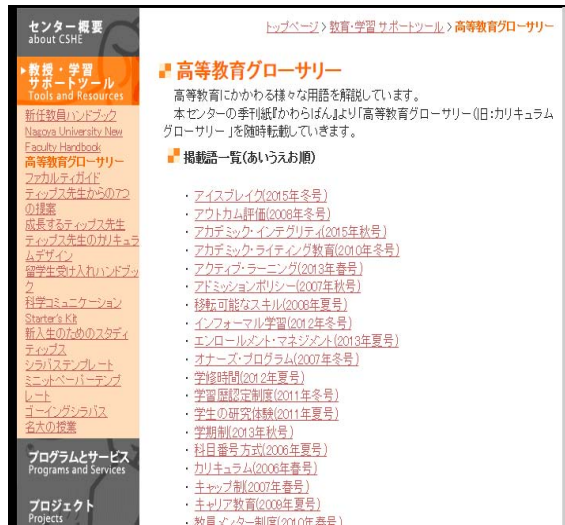 センター概要
about CSHE
▶教授・学習
サポートツール
Tools and Resources
新任教員ハンドブック
Nagoya University New
Faculty Handbook
高等教育グローサリー
ファカルティガイド
ティップス先生からの7つ
の提案
成長するティップス先生
ティップス先生のカリキュラ
ムデザイン
留学生受け入れハンドブッ
ク
科学コミュニケーション
Starter's Kit
新入生のためのスタディ
ティップス
シラバステンプレート
ミニットペーパーテンプ
レート
ゴーイングシラバス
名大の授業
プログラムとサービス
Programs and Services
プロジェクト
Projects
トップページ > 教育・学習 サポートツール > 高等教育グローサリー
高等教育グローサリー
高等教育にかかわる様々な用語を解説しています。
本センターの季刊紙『かわらばん』より「高等教育グローサリー(旧:カリキュラム
グローサリー」を随時転載していきます。
掲載語一覧(あいうえお順)
・アイスブレイク(2015年冬号)
・アウトカム評価(2008年冬号)
・アカデミック・インテグリティ(2015年秋号)
・アカデミック・ライティング教育(2010年冬号)
・アクティブ・ラーニング(2013年春号)
・アドミッションポリシー(2007年秋号)
・移転可能なスキル(2008年夏号)
・インフォーマル学習(2012年冬号)
・エンロールメント・マネジメント(2013年夏号)
・オナーズ・プログラム(2007年冬号)
・学修時間(2012年夏号)
・学習歴認定制度(2011年冬号)
・学生の研究体験(2011年夏号)
・学期制(2013年秋号)
・科目番号方式(2006年夏号)
・カリキュラム(2006年春号)
・キャップ制(2007年春号)
・キャリア教育(2009年夏号)
・教員メンター制度(2010年春号)